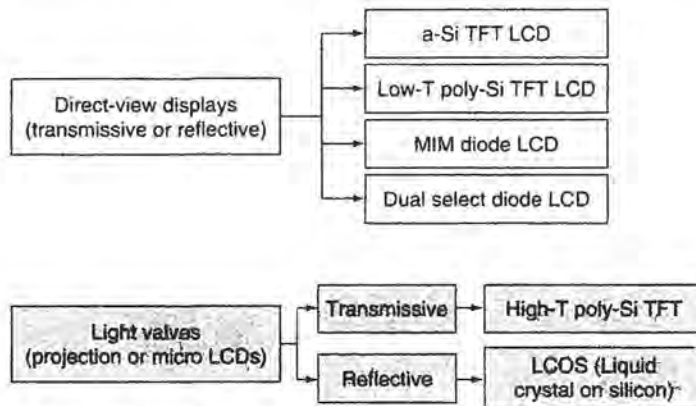 a-Si TFT LCD
Direct-view displays
(transmissive or reflective)
Low-T poly-Si TFT LCD
MIM diode LCD
Dual select diode LCD
Light valves
(projection or micro LCDs)
Transmissive
High-T poly-Si TFT
Reflective
LCOS (Liquid
crystal on silicon)